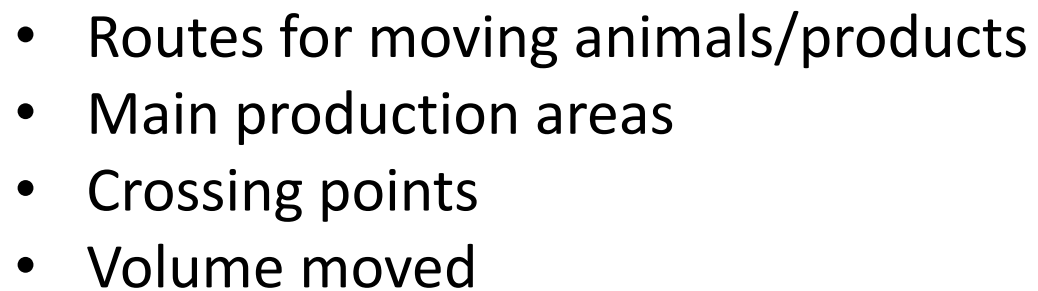 • Routes for moving animals/products
• Main production areas
• Crossing points
• Volume moved